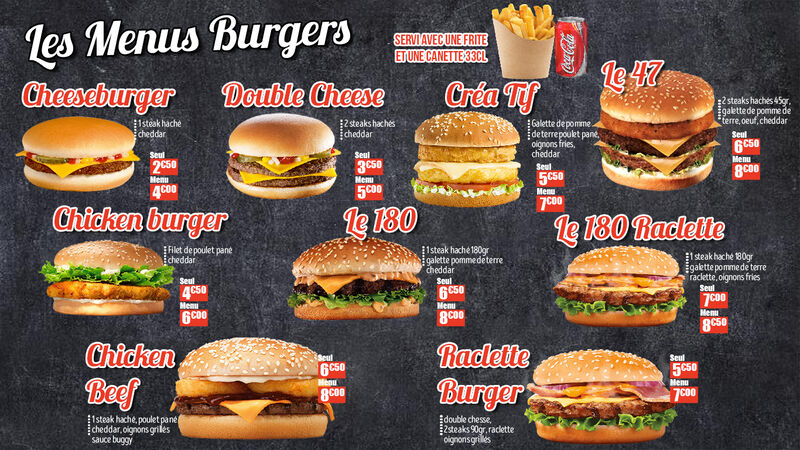 Les Menus Burgers
SERVI AVEC UNE FRITE
ET UNE CANETTE 33CL
Coca-Cola
Cheeseburger
1 steak haché
cheddar
Seul
2€50
Menu
4€00
Double Cheese
2 steaks hachés
cheddar
Seul
3€50
Menu
5€00
Créa Tif
Galette de pomme
de terre poulet pané,
oignons fries,
cheddar
Seul
5€50
Menu
7€00
Le 47
2 steaks hachés 45gr,
galette de pomme de
terre, oeuf, cheddar
Seul
6€50
Menu
8€00
Chicken burger
Filet de poulet pané
cheddar
Seul
4€50
Menu
6€00
Le 180
1 steak haché 180gr
galette pomme de terre
cheddar
Seul
6€50
Menu
8€00
Le 180 Raclette
1 steak haché 180gr
galette pomme de terre
raclette, oignons fries
Seul
7€00
Menu
8€50
Chicken
Beef
1 steak haché, poulet pané
cheddar, oignons grillés
sauce buggy
Seul
6€50
Menu
8€00
Raclette
Burger
double chesse,
2 steaks 90gr, raclette
oignons grillés
Seul
5€50
Menu
7€00